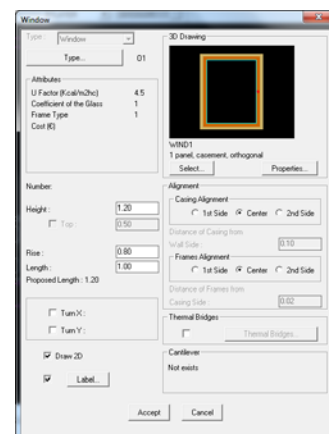 Window
Type : Window
Type... 01
Attributes
U Factor (Kcal/m2hc) 4.5
Coefficient of the Glass 1
Frame Type 1
Cost (€)
Number:
Height : 1.20
Top : 0.50
Rise : 0.80
Length : 1.00
Proposed Length : 1.20
Turn X :
Turn Y :
Draw 2D
Label...
3D Drawing
WIND1
1 panel, casement, orthogonal
Select... Properties...
Alignment
Casing Alignment
1st Side Center 2nd Side
Distance of Casing from
Wall Side : 0.10
Frames Alignment
1st Side Center 2nd Side
Distance of Frames from
Casing Side : 0.02
Thermal Bridges
Thermal Bridges...
Cantilever
Not exists
Accept Cancel